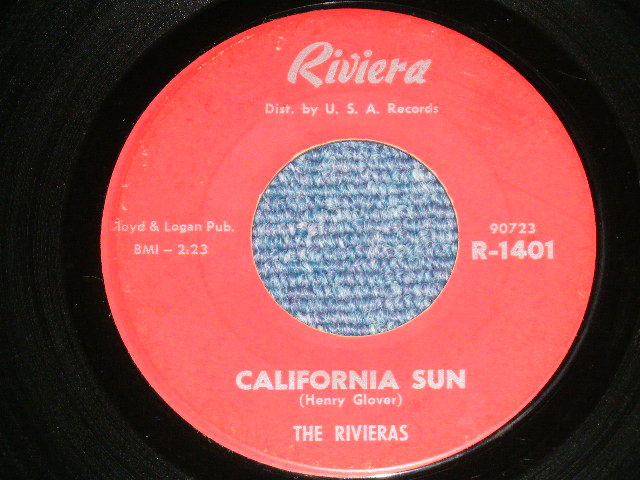 Riviera
Dist. by U. S. A. Records
loyd & Logan Pub.
BMI - 2:23
90723
R-1401
CALIFORNIA SUN
(Henry Glover)
THE RIVIERAS